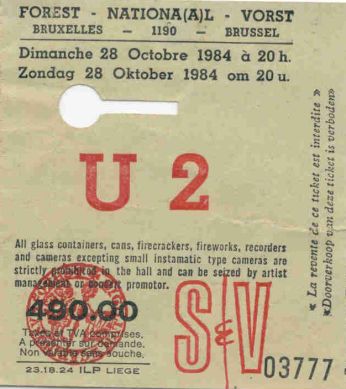 FOREST - NATIONA(A)L - VORST
BRUXELLES — 1190 — BRUSSEL
Dimanche 28 Octobre 1984 à 20 h.
Zondag 28 Oktober 1984 om 20 u.
U 2
All glass containers, cans, firecrackers, fireworks, recorders
and cameras excepting small instamatic type cameras are
strictly prohibited in the hall and can be seized by artist
management or concert promotor.
490.00
Taxes et TVA comprises.
A présenter sur demande.
Non valable sans souche.
23.18.24 ILP LIEGE
S&V
03777
« La revente de ce ticket est interdite »
«Doorverkoop van deze ticket is verboden»